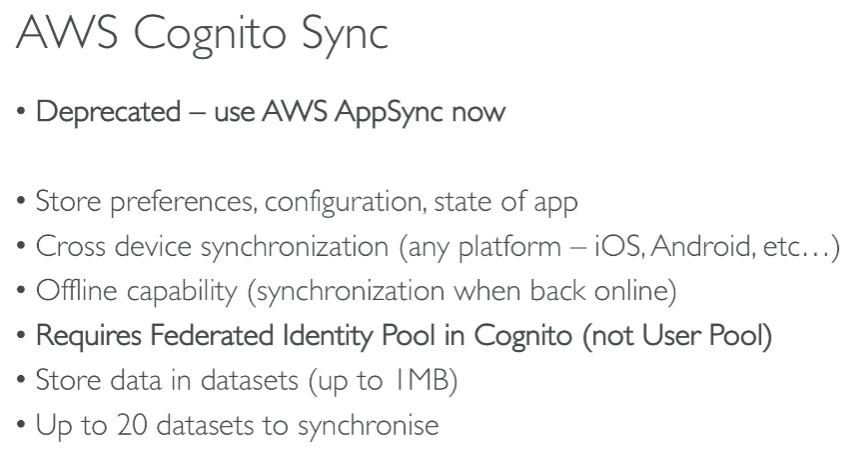 AWS Cognito Sync
• Deprecated – use AWS AppSync now
• Store preferences, configuration, state of app
• Cross device synchronization (any platform – iOS, Android, etc…)
• Offline capability (synchronization when back online)
• Requires Federated Identity Pool in Cognito (not User Pool)
• Store data in datasets (up to 1MB)
• Up to 20 datasets to synchronise